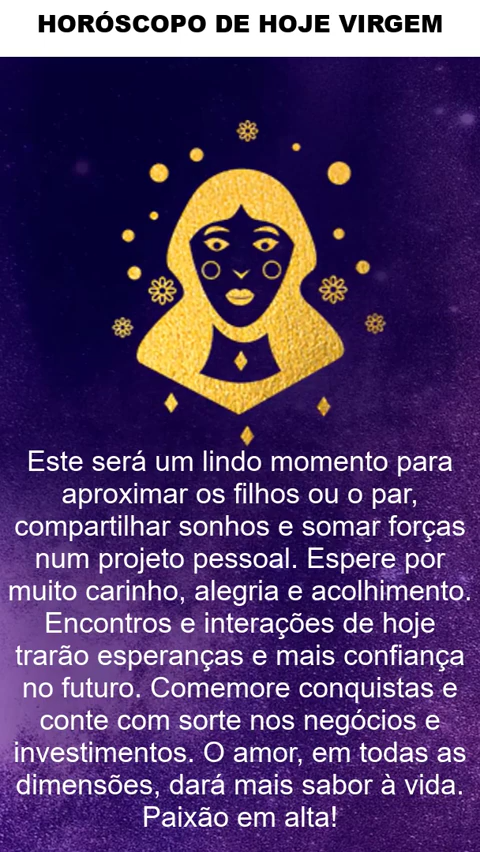 HORÓSCOPO DE HOJE VIRGEM
Este será um lindo momento para
aproximar os filhos ou o par,
compartilhar sonhos e somar forças
num projeto pessoal. Espere por
muito carinho, alegria e acolhimento.
Encontros e interações de hoje
trarão esperanças e mais confiança
no futuro. Comemore conquistas e
conte com sorte nos negócios e
investimentos. O amor, em todas as
dimensões, dará mais sabor à vida.
Paixão em alta!